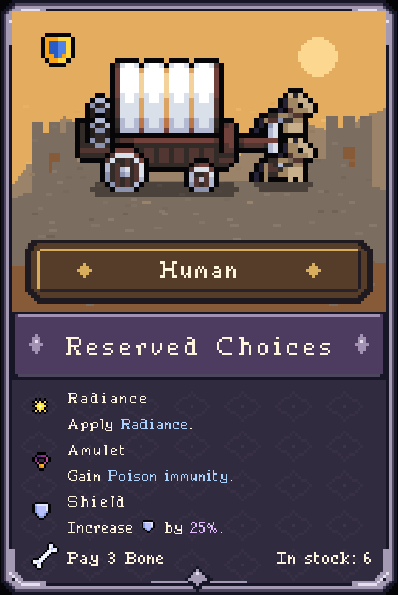 Human
Reserved Choices
Radiance
Apply Radiance.
Amulet
Gain Poison immunity.
Shield
Increase by 25%.
Pay 3 Bone
In stock: 6